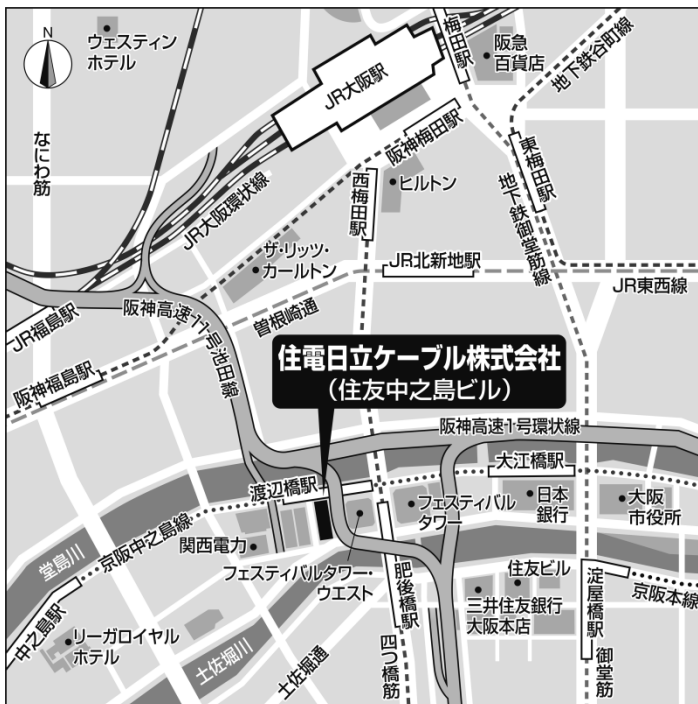 N
ウェスティン
ホテル
なにわ筋
JR大阪駅
梅田駅
阪急
百貨店
地下鉄谷町線
阪神梅田駅
東梅田駅
西梅田駅
ヒルトン
地下鉄御堂筋線
JR大阪環状線
ザ・リッツ・
カールトン
JR北新地駅
JR東西線
曽根崎通
JR福島駅
阪神福島駅
阪神高速11号池田線
住電日立ケーブル株式会社
(住友中之島ビル)
阪神高速1号環状線
大江橋駅
渡辺橋駅
フェスティバル
タワー
日本
銀行
大阪
市役所
京阪中之島線
堂島川
関西電力
フェスティバルタワー・
ウエスト
肥後橋駅
住友ビル
三井住友銀行
大阪本店
淀屋橋駅
京阪本線
中之島駅
リーガロイヤル
ホテル
土佐堀川
土佐堀通
四つ橋筋
御堂筋